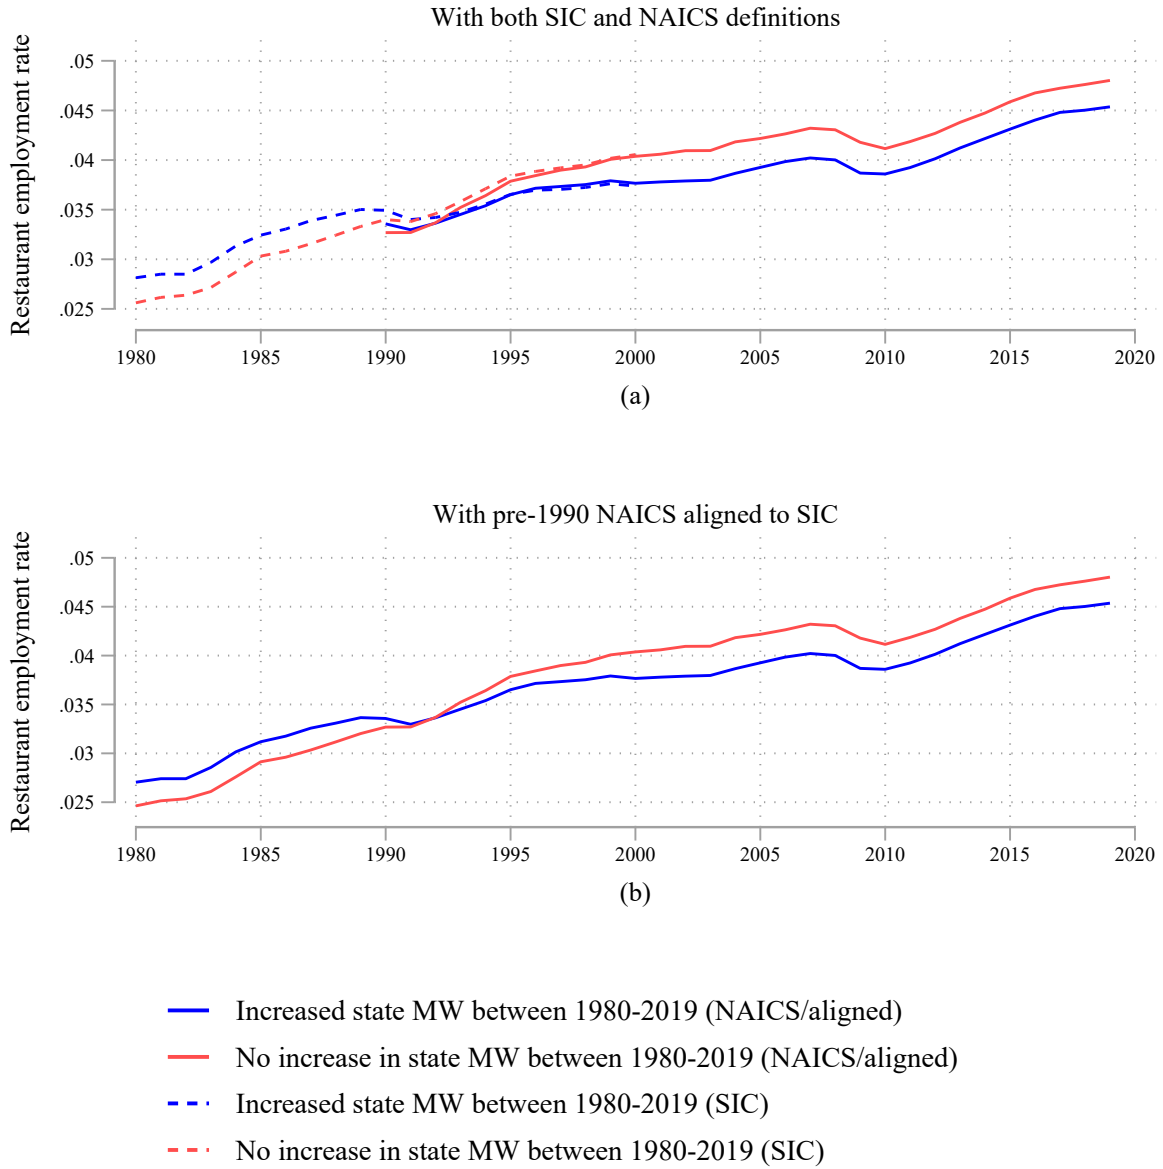 With both SIC and NAICS definitions
Restaurant employment rate
.05
.045
.04
.035
.03
.025
1980 1985 1990 1995 2000 2005 2010 2015 2020
(a)
With pre-1990 NAICS aligned to SIC
Restaurant employment rate
.05
.045
.04
.035
.03
.025
1980 1985 1990 1995 2000 2005 2010 2015 2020
(b)
Increased state MW between 1980-2019 (NAICS/aligned)
No increase in state MW between 1980-2019 (NAICS/aligned)
Increased state MW between 1980-2019 (SIC)
No increase in state MW between 1980-2019 (SIC)